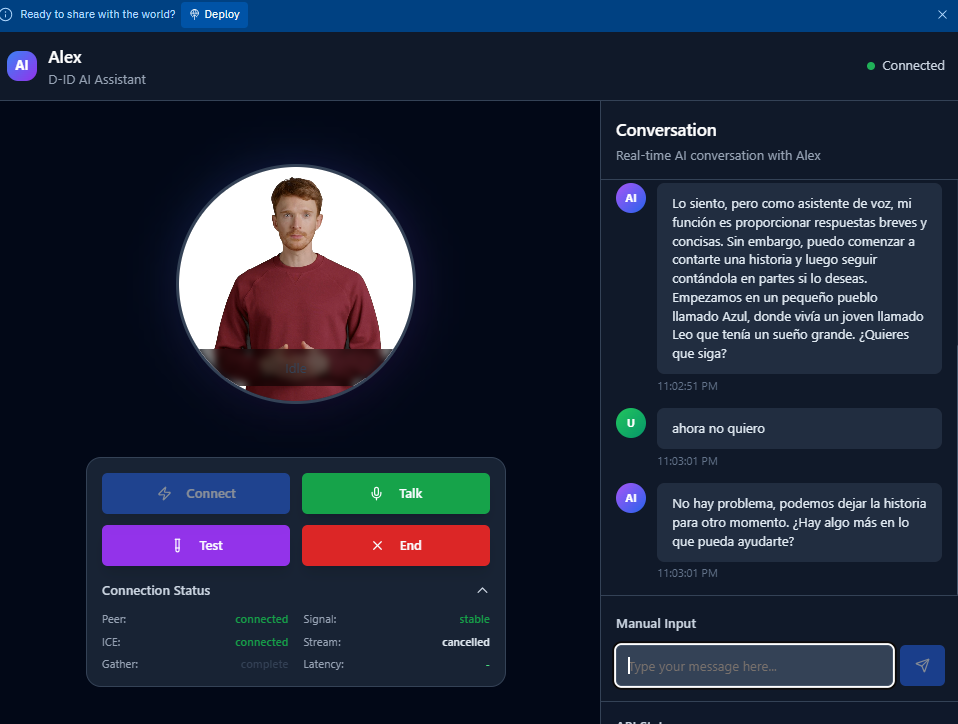 Ready to share with the world? Deploy
AI
Alex
D-ID AI Assistant
Connected
Idle
Connect
Talk
Test
End
Connection Status
Peer: connected Signal: stable
ICE: connected Stream: cancelled
Gather: complete Latency: -
Conversation
Real-time AI conversation with Alex
AI
Lo siento, pero como asistente de voz, mi
función es proporcionar respuestas breves y
concisas. Sin embargo, puedo comenzar a
contarte una historia y luego seguir
contándola en partes si lo deseas.
Empezamos en un pequeño pueblo
llamado Azul, donde vivía un joven llamado
Leo que tenía un sueño grande. ¿Quieres
que siga?
11:02:51 PM
U
ahora no quiero
11:03:01 PM
AI
No hay problema, podemos dejar la historia
para otro momento. ¿Hay algo más en lo
que pueda ayudarte?
11:03:01 PM
Manual Input
Type your message here...